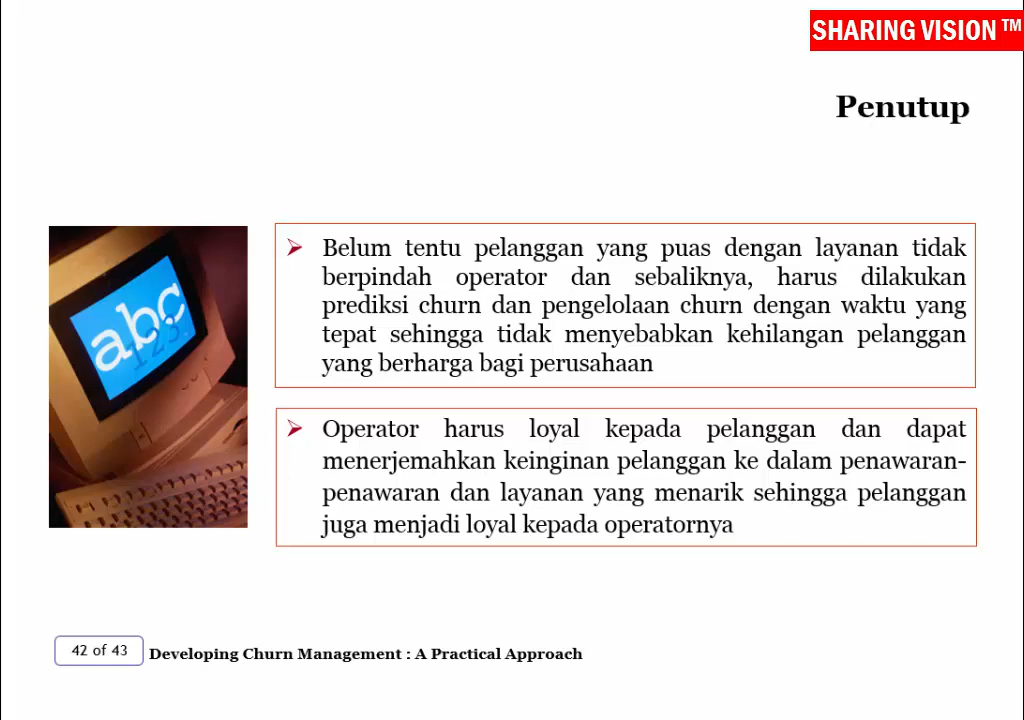 SHARING VISION ™
Penutup
abc
123
➢ Belum tentu pelanggan yang puas dengan layanan tidak
berpindah operator dan sebaliknya, harus dilakukan
prediksi churn dan pengelolaan churn dengan waktu yang
tepat sehingga tidak menyebabkan kehilangan pelanggan
yang berharga bagi perusahaan
➢ Operator harus loyal kepada pelanggan dan dapat
menerjemahkan keinginan pelanggan ke dalam penawaran-
penawaran dan layanan yang menarik sehingga pelanggan
juga menjadi loyal kepada operatornya
42 of 43 Developing Churn Management : A Practical Approach